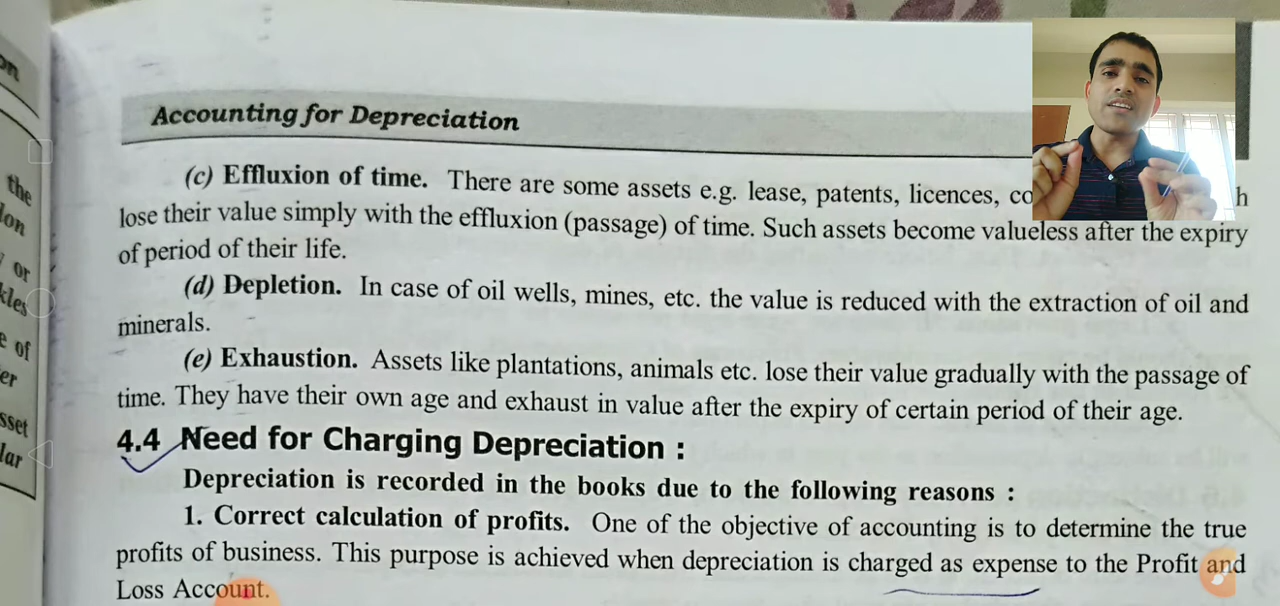 on
the
or
e of
er
lar
Accounting for Depreciation
(c) Effluxion of time. There are some assets e.g. lease, patents, licences, h
lose their value simply with the effluxion (passage) of time. Such assets become valueless after the expiry
of period of their life.
(d) Depletion. In case of oil wells, mines, etc. the value is reduced with the extraction of oil and
minerals.
(e) Exhaustion. Assets like plantations, animals etc. lose their value gradually with the passage of
time. They have their own age and exhaust in value after the expiry of certain period of their age.
4.4 Need for Charging Depreciation :
Depreciation is recorded in the books due to the following reasons :
1. Correct calculation of profits. One of the objective of accounting is to determine the true
profits of business. This purpose is achieved when depreciation is charged as expense to the Profit and
Loss Account.